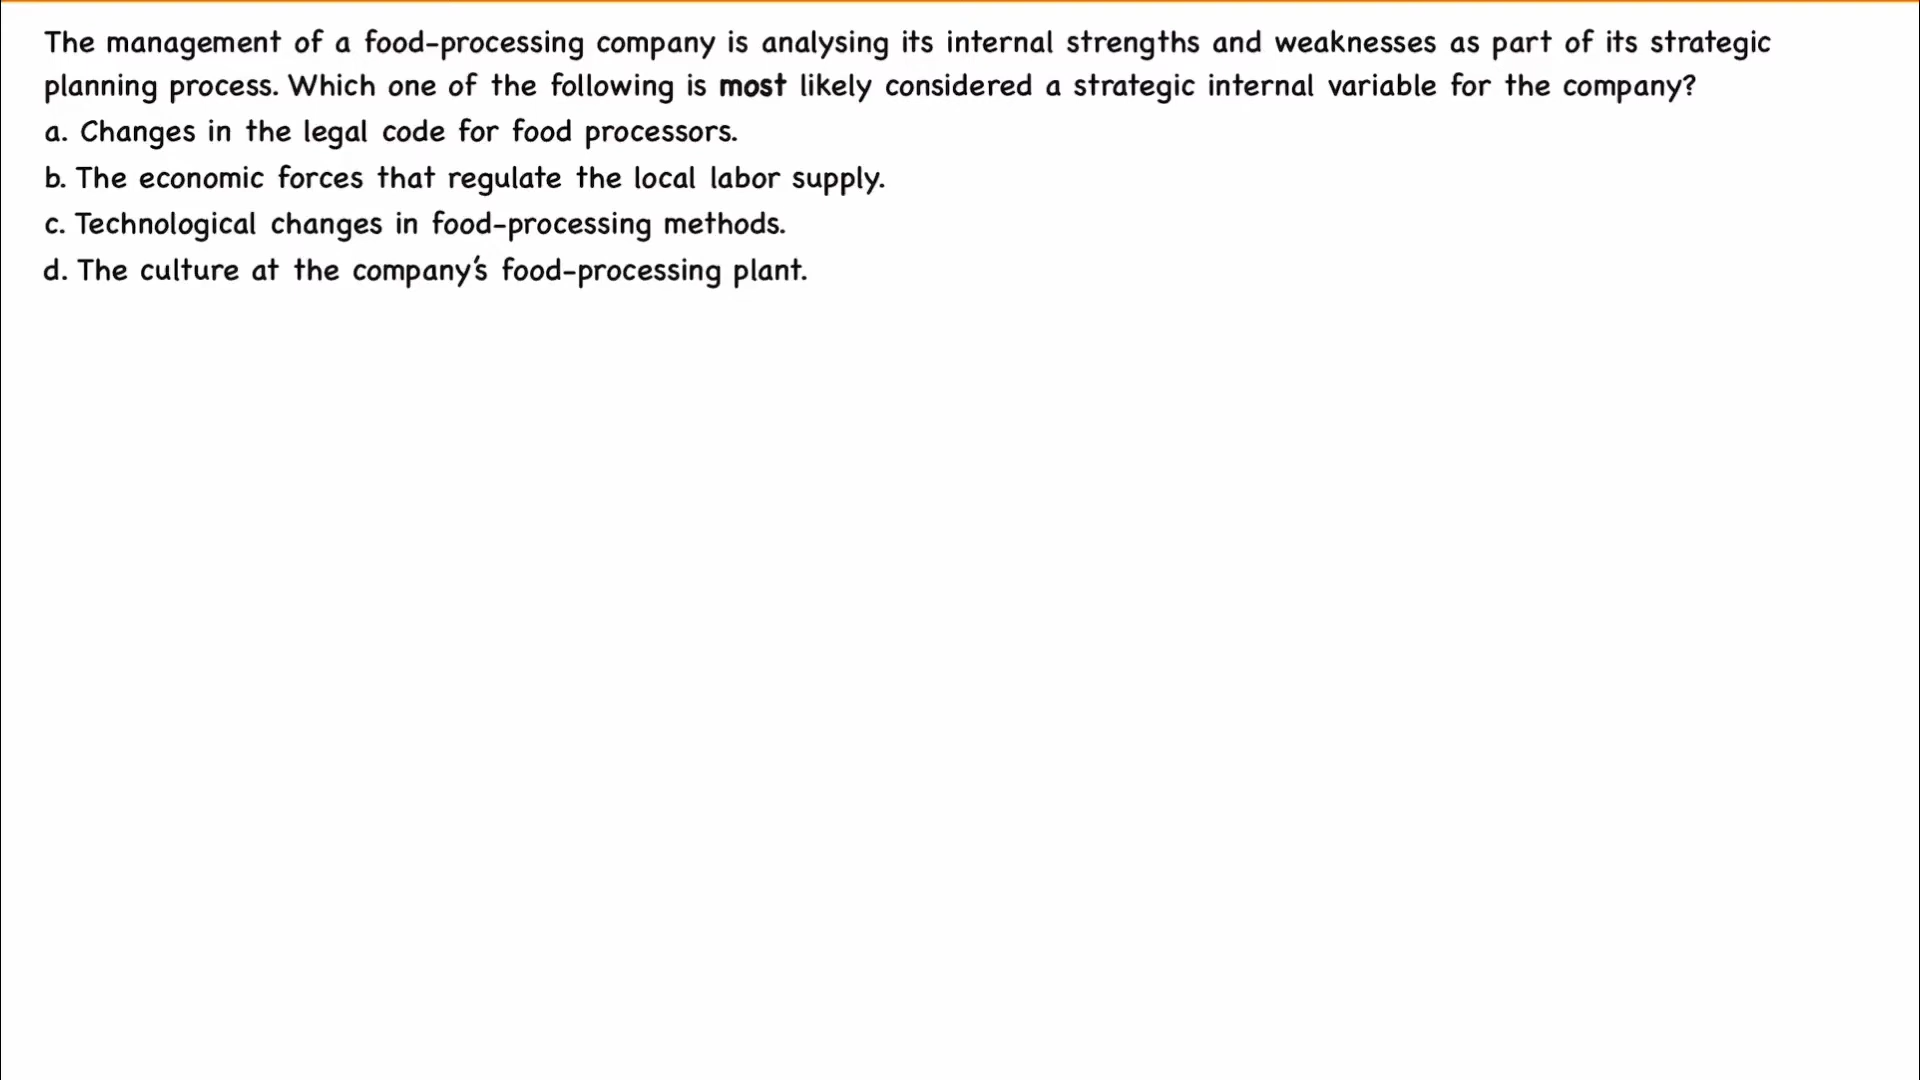 The management of a food-processing company is analysing its internal strengths and weaknesses as part of its strategic
planning process. Which one of the following is most likely considered a strategic internal variable for the company?
a. Changes in the legal code for food processors.
b. The economic forces that regulate the local labor supply.
c. Technological changes in food-processing methods.
d. The culture at the company's food-processing plant.